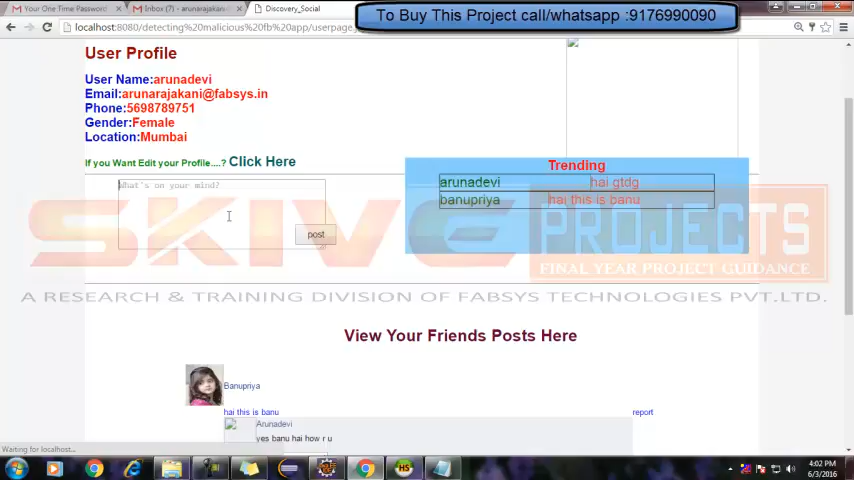 Your One Time Password
Inbox () - arunarajakani@
Discovery_Social
To Buy This Project call/whatsapp :9176990090
localhost:8080/detecting%20malicious%20fb%20app/userpage.
User Profile
User Name:arunadevi
Email:arunarajakani@fabsys.in
Phone:5698789751
Gender:Female
Location:Mumbai
If you Want Edit your Profile....? Click Here
What's on your mind?
post
Trending
arunadevi hai gtdg
banupriya hai this is banu
SKIVE PROJECTS
FINAL YEAR PROJECT GUIDANCE
A RESEARCH & TRAINING DIVISION OF FABSYS TECHNOLOGIES PVT.LTD.
View Your Friends Posts Here
Banupriya
hai this is banu report
Arunadevi
yes banu hai how r u
Waiting for localhost...
4:02 PM
6/3/2016